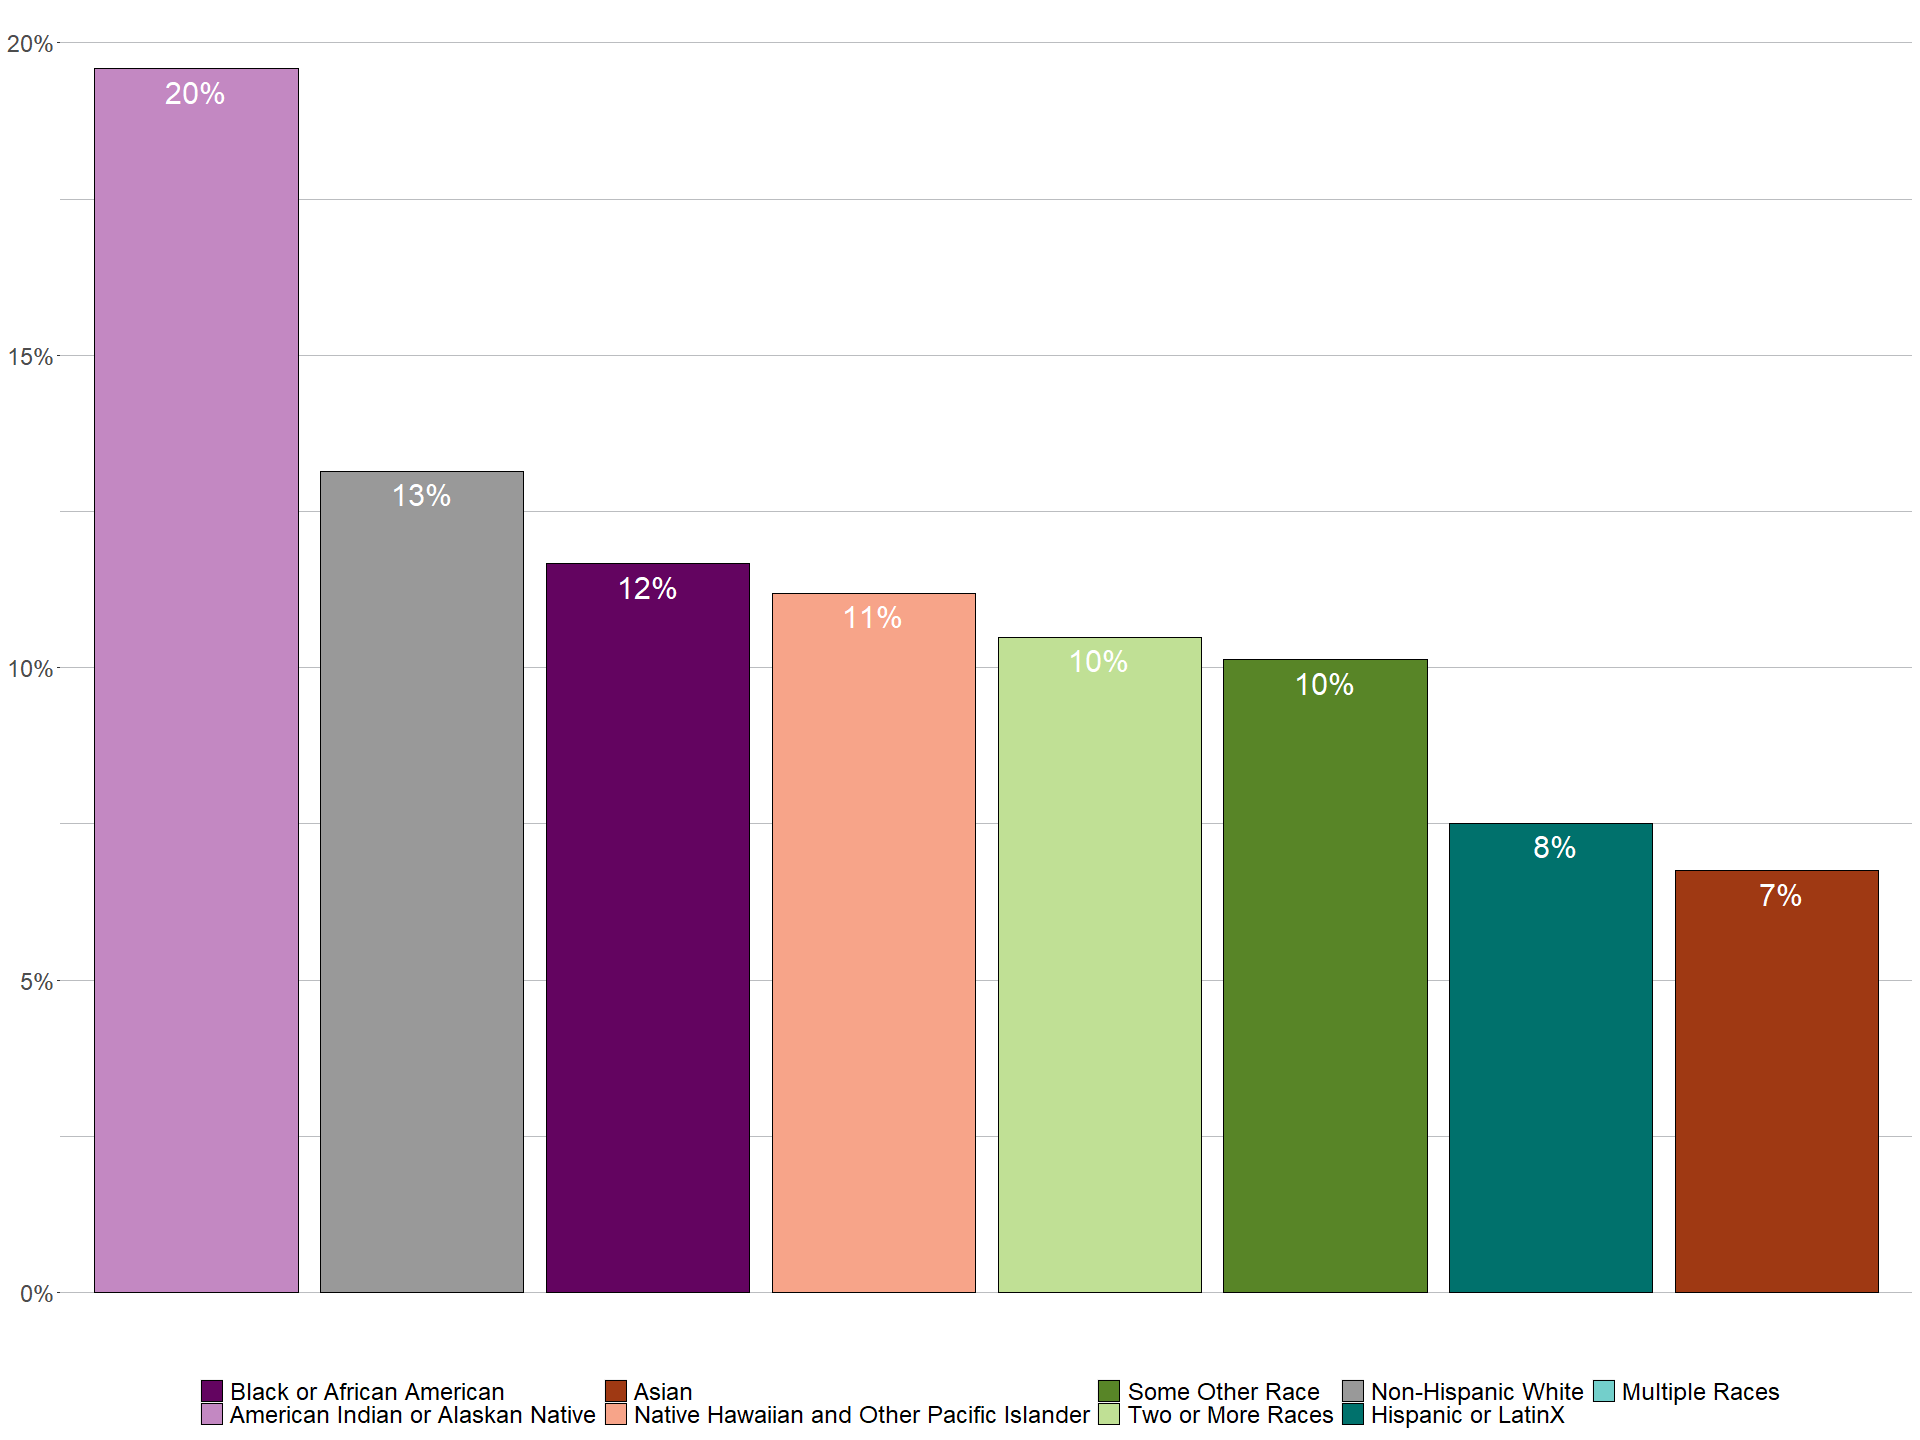 20%
20%
15%
13%
12%
11%
10%
10%
10%
8%
7%
5%
0%
Black or African American
Asian
Some Other Race
Non-Hispanic White
Multiple Races
American Indian or Alaskan Native
Native Hawaiian and Other Pacific Islander
Two or More Races
Hispanic or LatinX